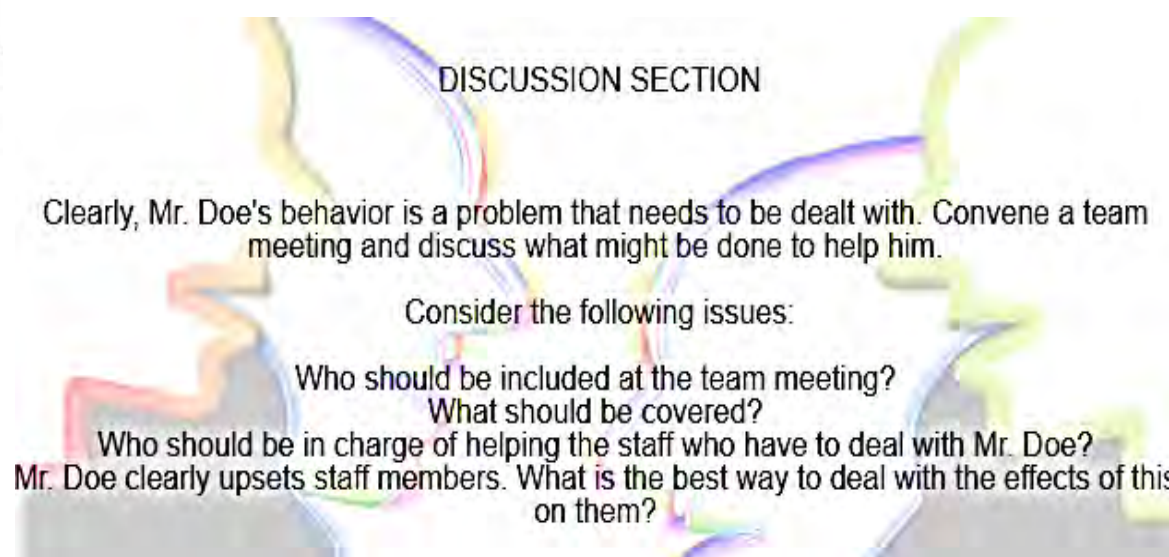 DISCUSSION SECTION
Clearly, Mr. Doe's behavior is a problem that needs to be dealt with. Convene a team
meeting and discuss what might be done to help him.
Consider the following issues:
Who should be included at the team meeting?
What should be covered?
Who should be in charge of helping the staff who have to deal with Mr. Doe?
Mr. Doe clearly upsets staff members. What is the best way to deal with the effects of this
on them?